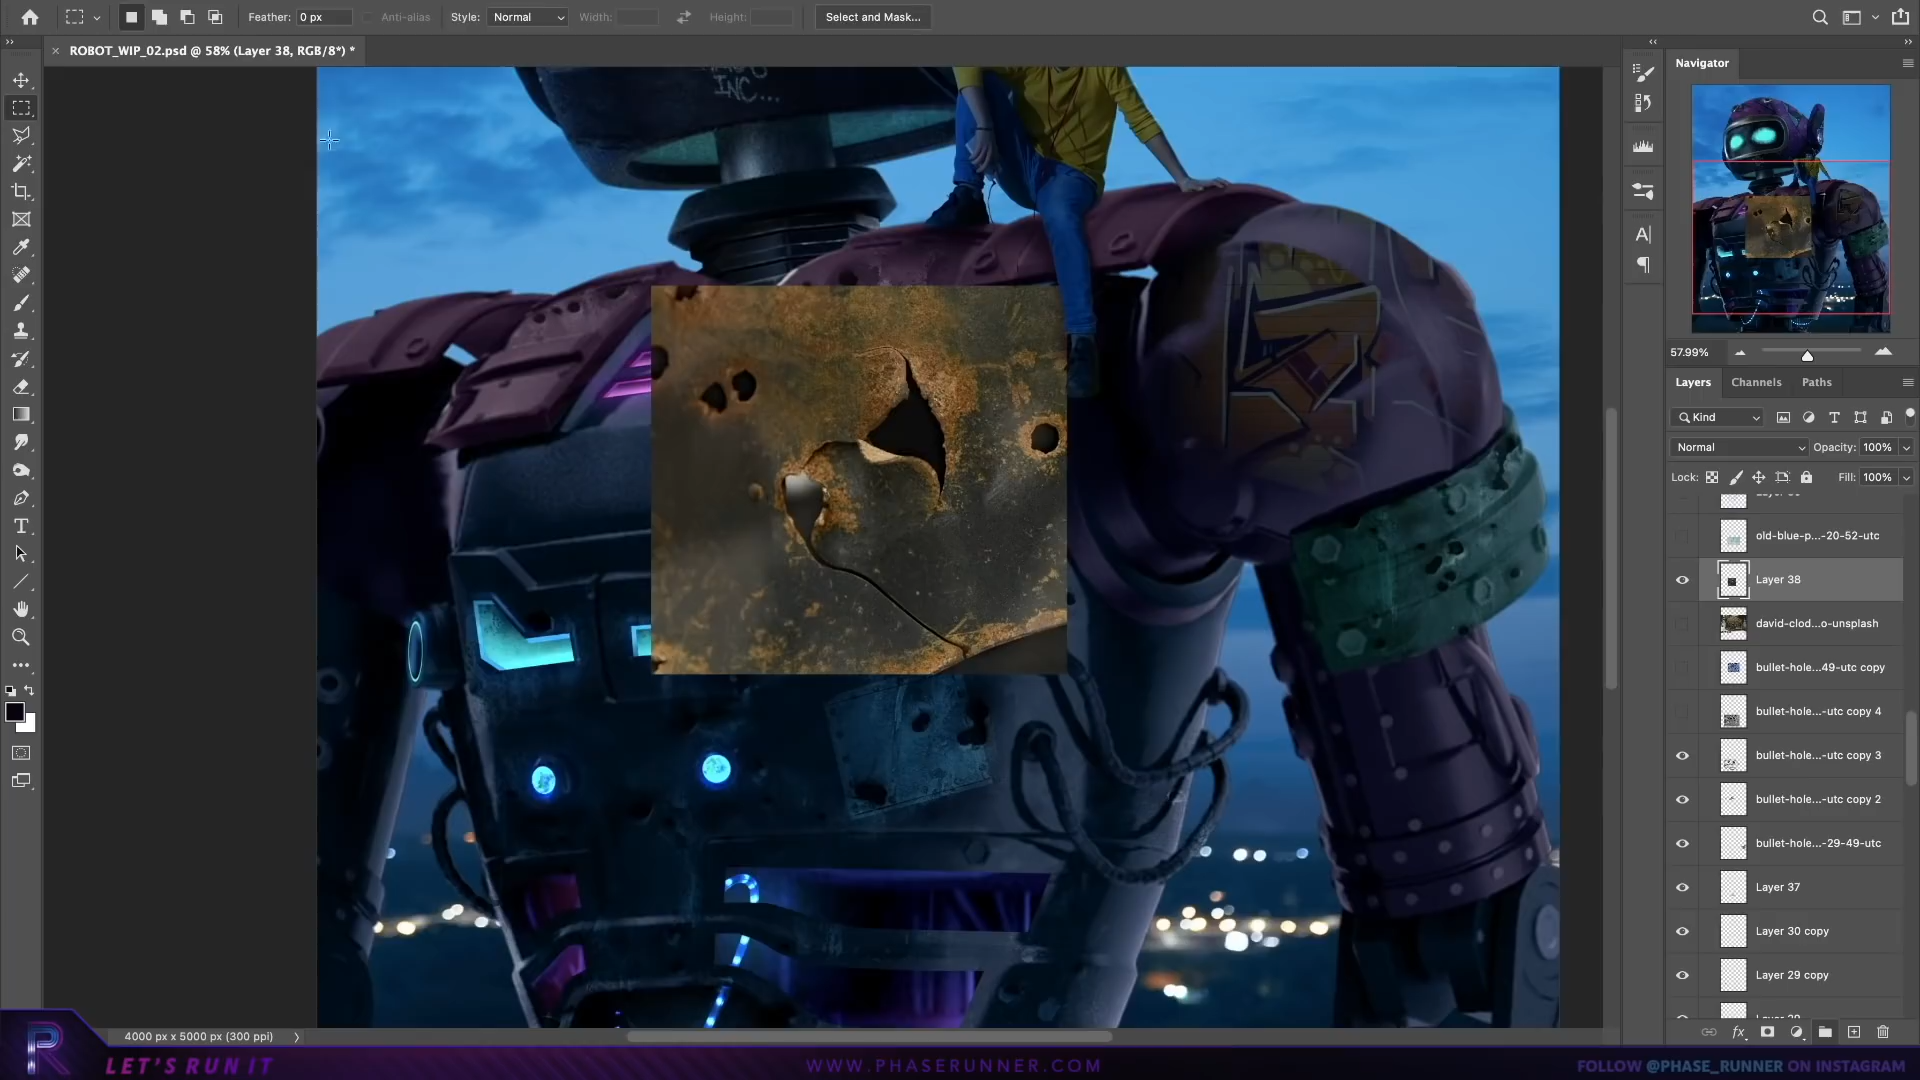 Feather: 0 px Anti-alias Style: Normal Width: Height: Select and Mask...
ROBOT_WIP_02.psd @ 58% (Layer 38, RGB/8*) *
INC...
Navigator
57.99%
Layers Channels Paths
Kind
Normal Opacity: 100%
Lock: Fill: 100%
old-blue-p...-20-52-utc
Layer 38
david-clod...o-unsplash
bullet-hole...49-utc copy
bullet-hole...-utc copy 4
bullet-hole...-utc copy 3
bullet-hole...-utc copy 2
bullet-hole...-29-49-utc
Layer 37
Layer 30 copy
Layer 29 copy
4000 px x 5000 px (300 ppi)
LET'S RUN IT
WWW.PHASERUNNER.COM
FOLLOW @PHASE_RUNNER ON INSTAGRAM